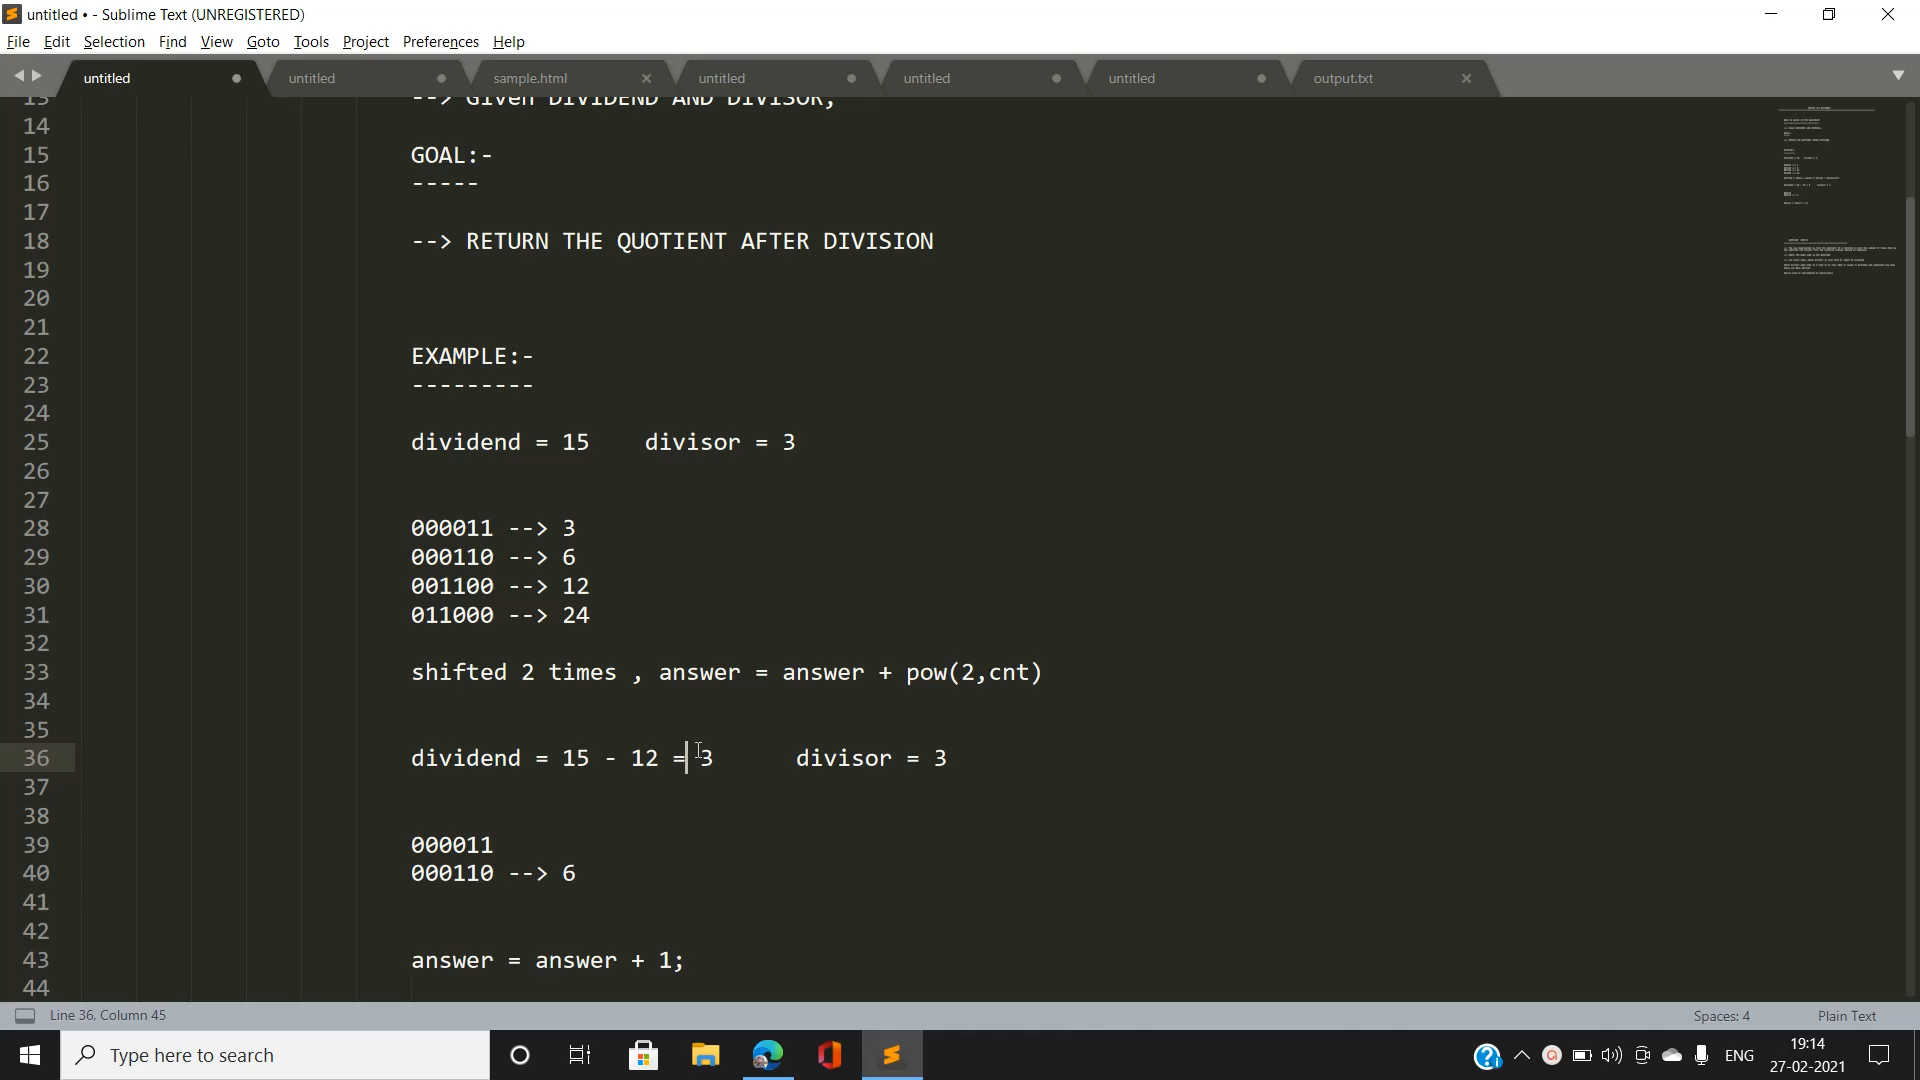 untitled • - Sublime Text (UNREGISTERED)
File Edit Selection Find View Goto Tools Project Preferences Help
untitled untitled sample.html untitled untitled untitled output.txt
13 --> Given DIVIDEND AND DIVISOR,
14
15 GOAL:-
16 -----
17
18 --> RETURN THE QUOTIENT AFTER DIVISION
19
20
21
22 EXAMPLE:-
23 ---------
24
25 dividend = 15    divisor = 3
26
27
28 000011 --> 3
29 000110 --> 6
30 001100 --> 12
31 011000 --> 24
32
33 shifted 2 times , answer = answer + pow(2,cnt)
34
35
36 dividend = 15 - 12 = 3      divisor = 3
37
38
39 000011
40 000110 --> 6
41
42
43 answer = answer + 1;
44
Line 36, Column 45 Spaces: 4 Plain Text
Type here to search ENG 19:14
27-02-2021